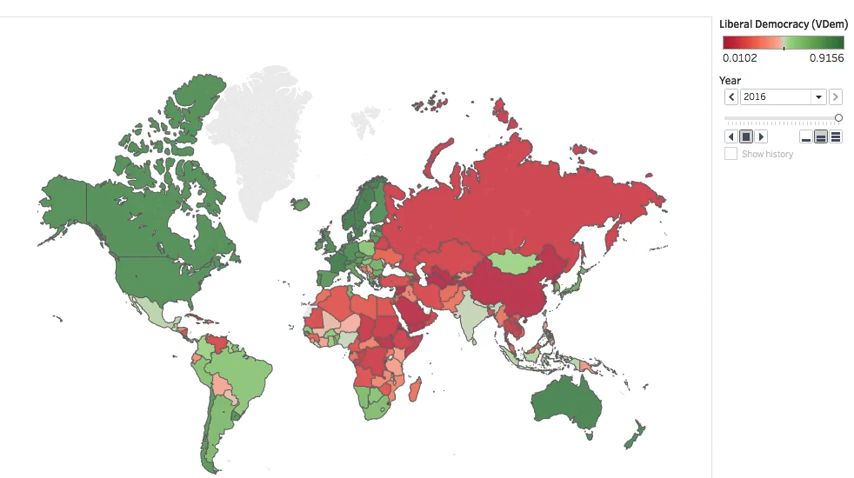 Liberal Democracy (VDem)
0.0102 0.9156
Year
2016
Show history